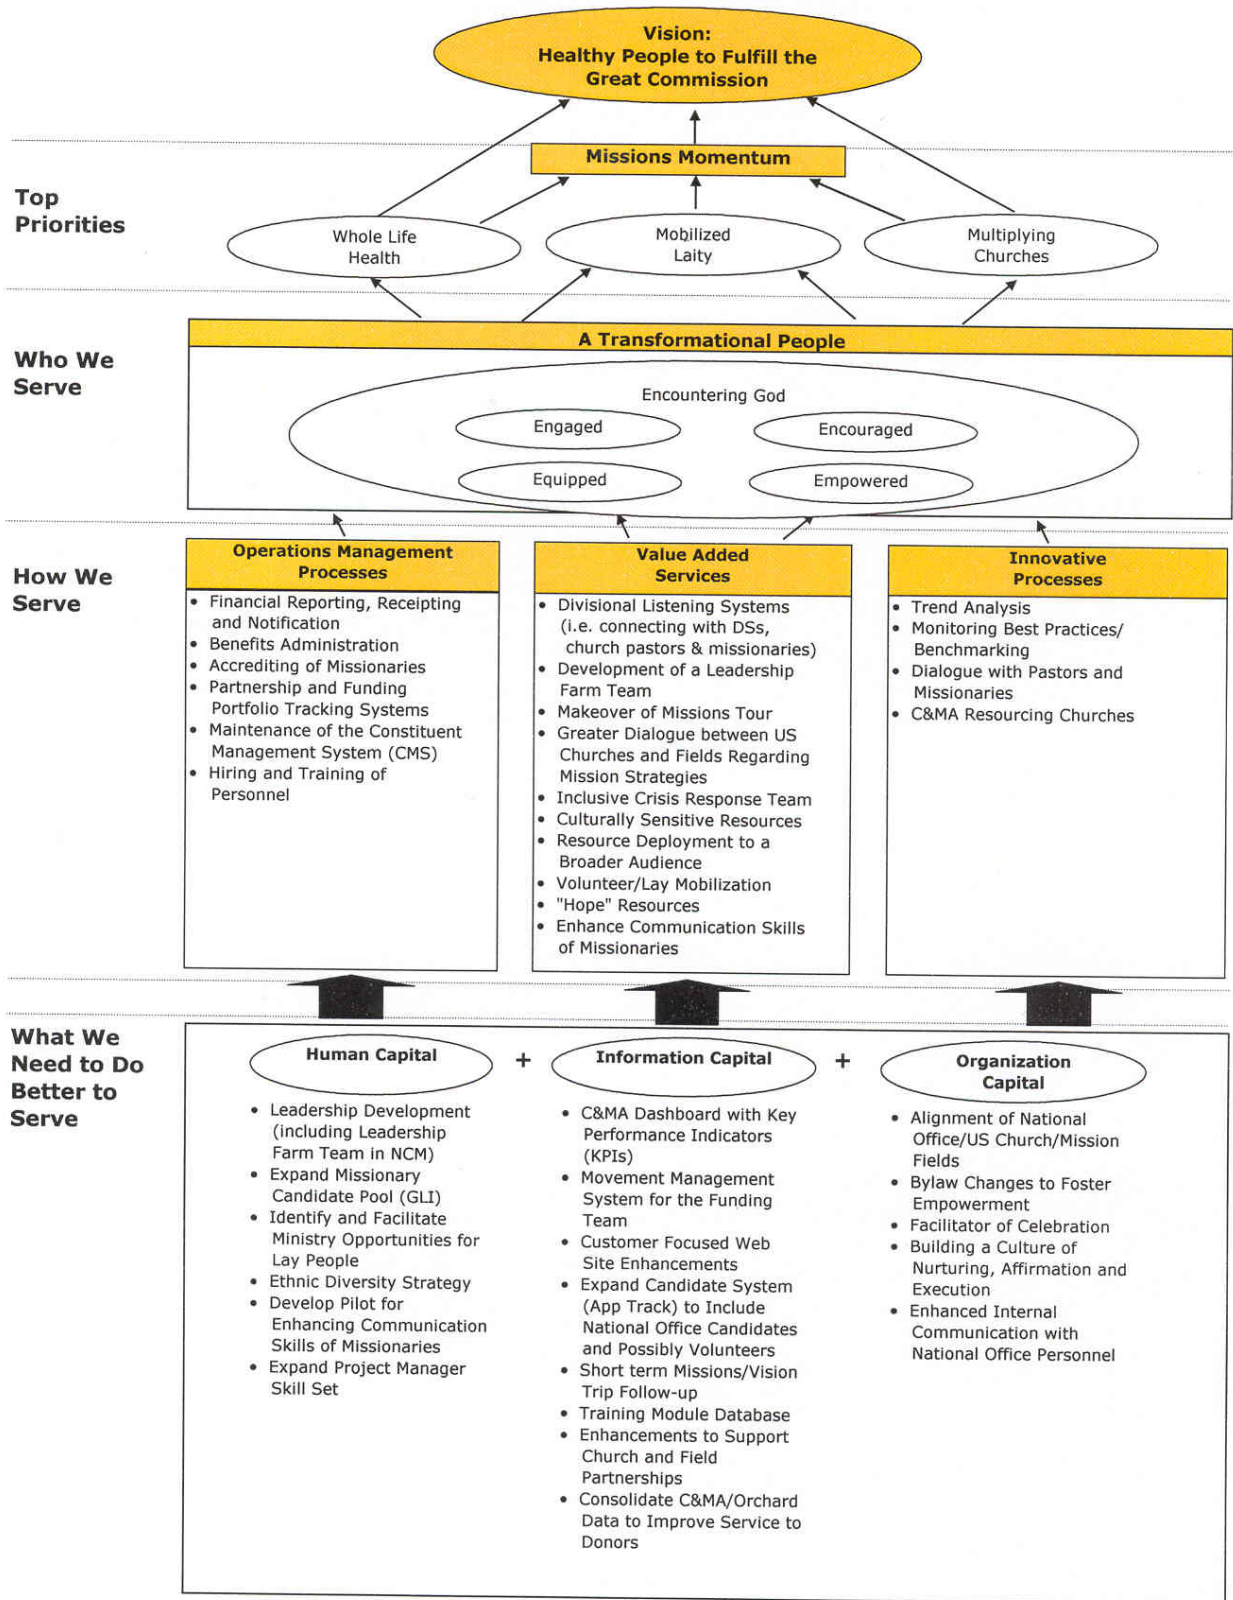 Vision:
Healthy People to Fulfill the
Great Commission
Missions Momentum
Top
Priorities
Whole Life
Health
Mobilized
Laity
Multiplying
Churches
Who We
Serve
A Transformational People
Encountering God
Engaged
Encouraged
Equipped
Empowered
How We
Serve
Operations Management
Processes
• Financial Reporting, Receipting
and Notification
• Benefits Administration
• Accrediting of Missionaries
• Partnership and Funding
Portfolio Tracking Systems
• Maintenance of the Constituent
Management System (CMS)
• Hiring and Training of
Personnel
Value Added
Services
• Divisional Listening Systems
(i.e. connecting with DSs,
church pastors & missionaries)
• Development of a Leadership
Farm Team
• Makeover of Missions Tour
• Greater Dialogue between US
Churches and Fields Regarding
Mission Strategies
• Inclusive Crisis Response Team
• Culturally Sensitive Resources
• Resource Deployment to a
Broader Audience
• Volunteer/Lay Mobilization
• "Hope" Resources
• Enhance Communication Skills
of Missionaries
Innovative
Processes
• Trend Analysis
• Monitoring Best Practices/
Benchmarking
• Dialogue with Pastors and
Missionaries
• C&MA Resourcing Churches
What We
Need to Do
Better to
Serve
Human Capital
+
Information Capital
+
Organization
Capital
• Leadership Development
(including Leadership
Farm Team in NCM)
• Expand Missionary
Candidate Pool (GLI)
• Identify and Facilitate
Ministry Opportunities for
Lay People
• Ethnic Diversity Strategy
• Develop Pilot for
Enhancing Communication
Skills of Missionaries
• Expand Project Manager
Skill Set
• C&MA Dashboard with Key
Performance Indicators
(KPIs)
• Movement Management
System for the Funding
Team
• Customer Focused Web
Site Enhancements
• Expand Candidate System
(App Track) to Include
National Office Candidates
and Possibly Volunteers
• Short term Missions/Vision
Trip Follow-up
• Training Module Database
• Enhancements to Support
Church and Field
Partnerships
• Consolidate C&MA/Orchard
Data to Improve Service to
Donors
• Alignment of National
Office/US Church/Mission
Fields
• Bylaw Changes to Foster
Empowerment
• Facilitator of Celebration
• Building a Culture of
Nurturing, Affirmation and
Execution
• Enhanced Internal
Communication with
National Office Personnel